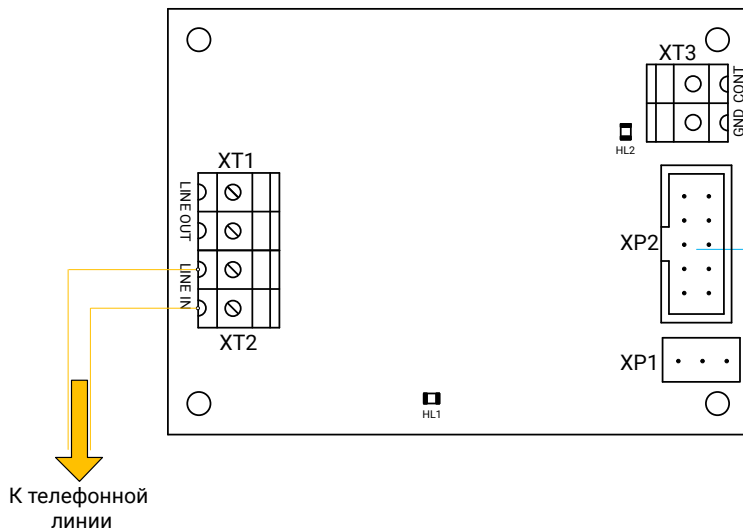 XT3
GND CONT
HL2
XT1
LINE OUT
XP2
LINE IN
XT2
XP1
HL1
К телефонной
линии